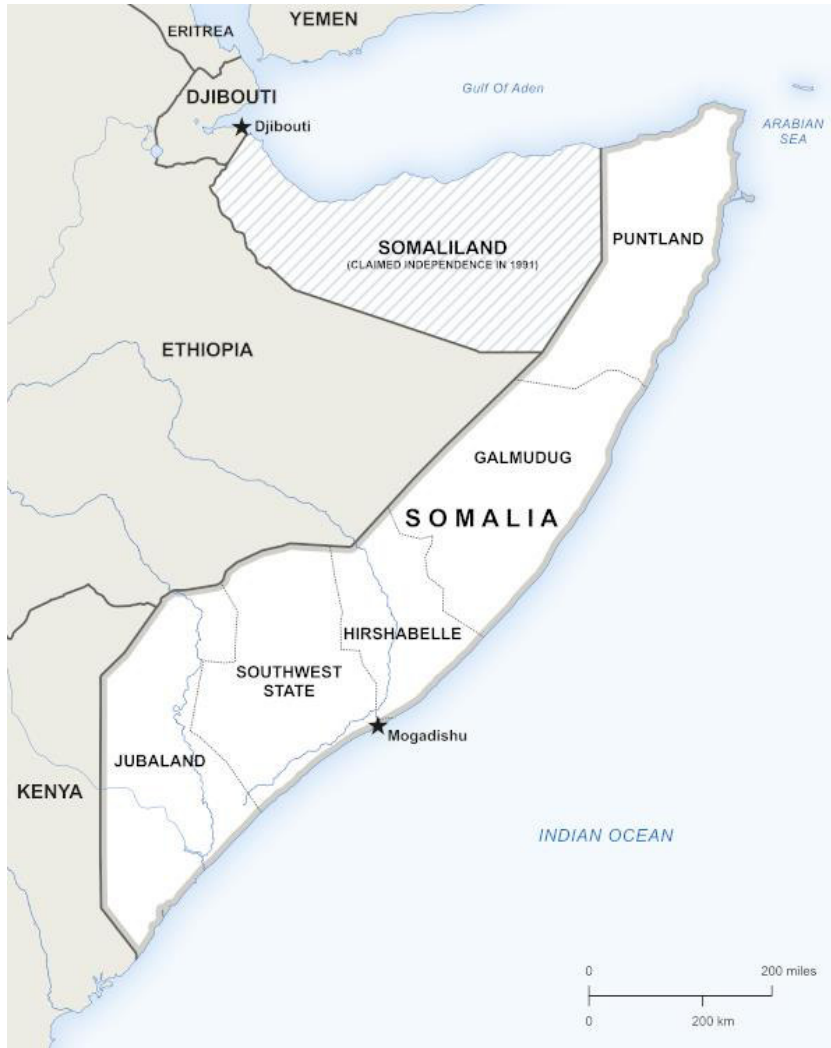 YEMEN
ERITREA
DJIBOUTI
Gulf Of Aden
Djibouti
ARABIAN
SEA
SOMALILAND
(CLAIMED INDEPENDENCE IN 1991)
PUNTLAND
ETHIOPIA
GALMUDUG
SOMALIA
HIRSHABELLE
SOUTHWEST
STATE
Mogadishu
JUBALAND
KENYA
INDIAN OCEAN
0 200 miles
0 200 km